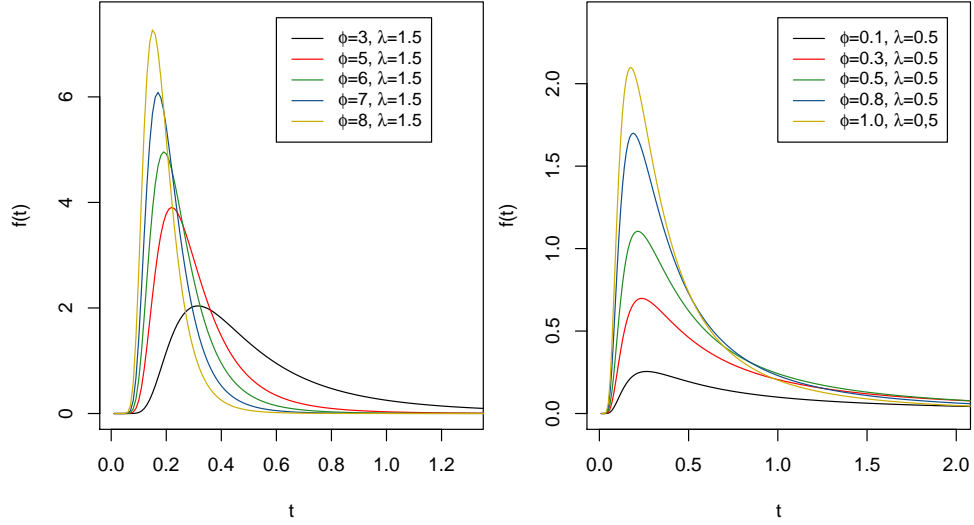 f(t)
6
4
2
0
0.0 0.2 0.4 0.6 0.8 1.0 1.2
t
ϕ=3, λ=1.5
ϕ=5, λ=1.5
ϕ=6, λ=1.5
ϕ=7, λ=1.5
ϕ=8, λ=1.5
f(t)
2.0
1.5
1.0
0.5
0.0
0.0 0.5 1.0 1.5 2.0
t
ϕ=0.1, λ=0.5
ϕ=0.3, λ=0.5
ϕ=0.5, λ=0.5
ϕ=0.8, λ=0.5
ϕ=1.0, λ=0,5